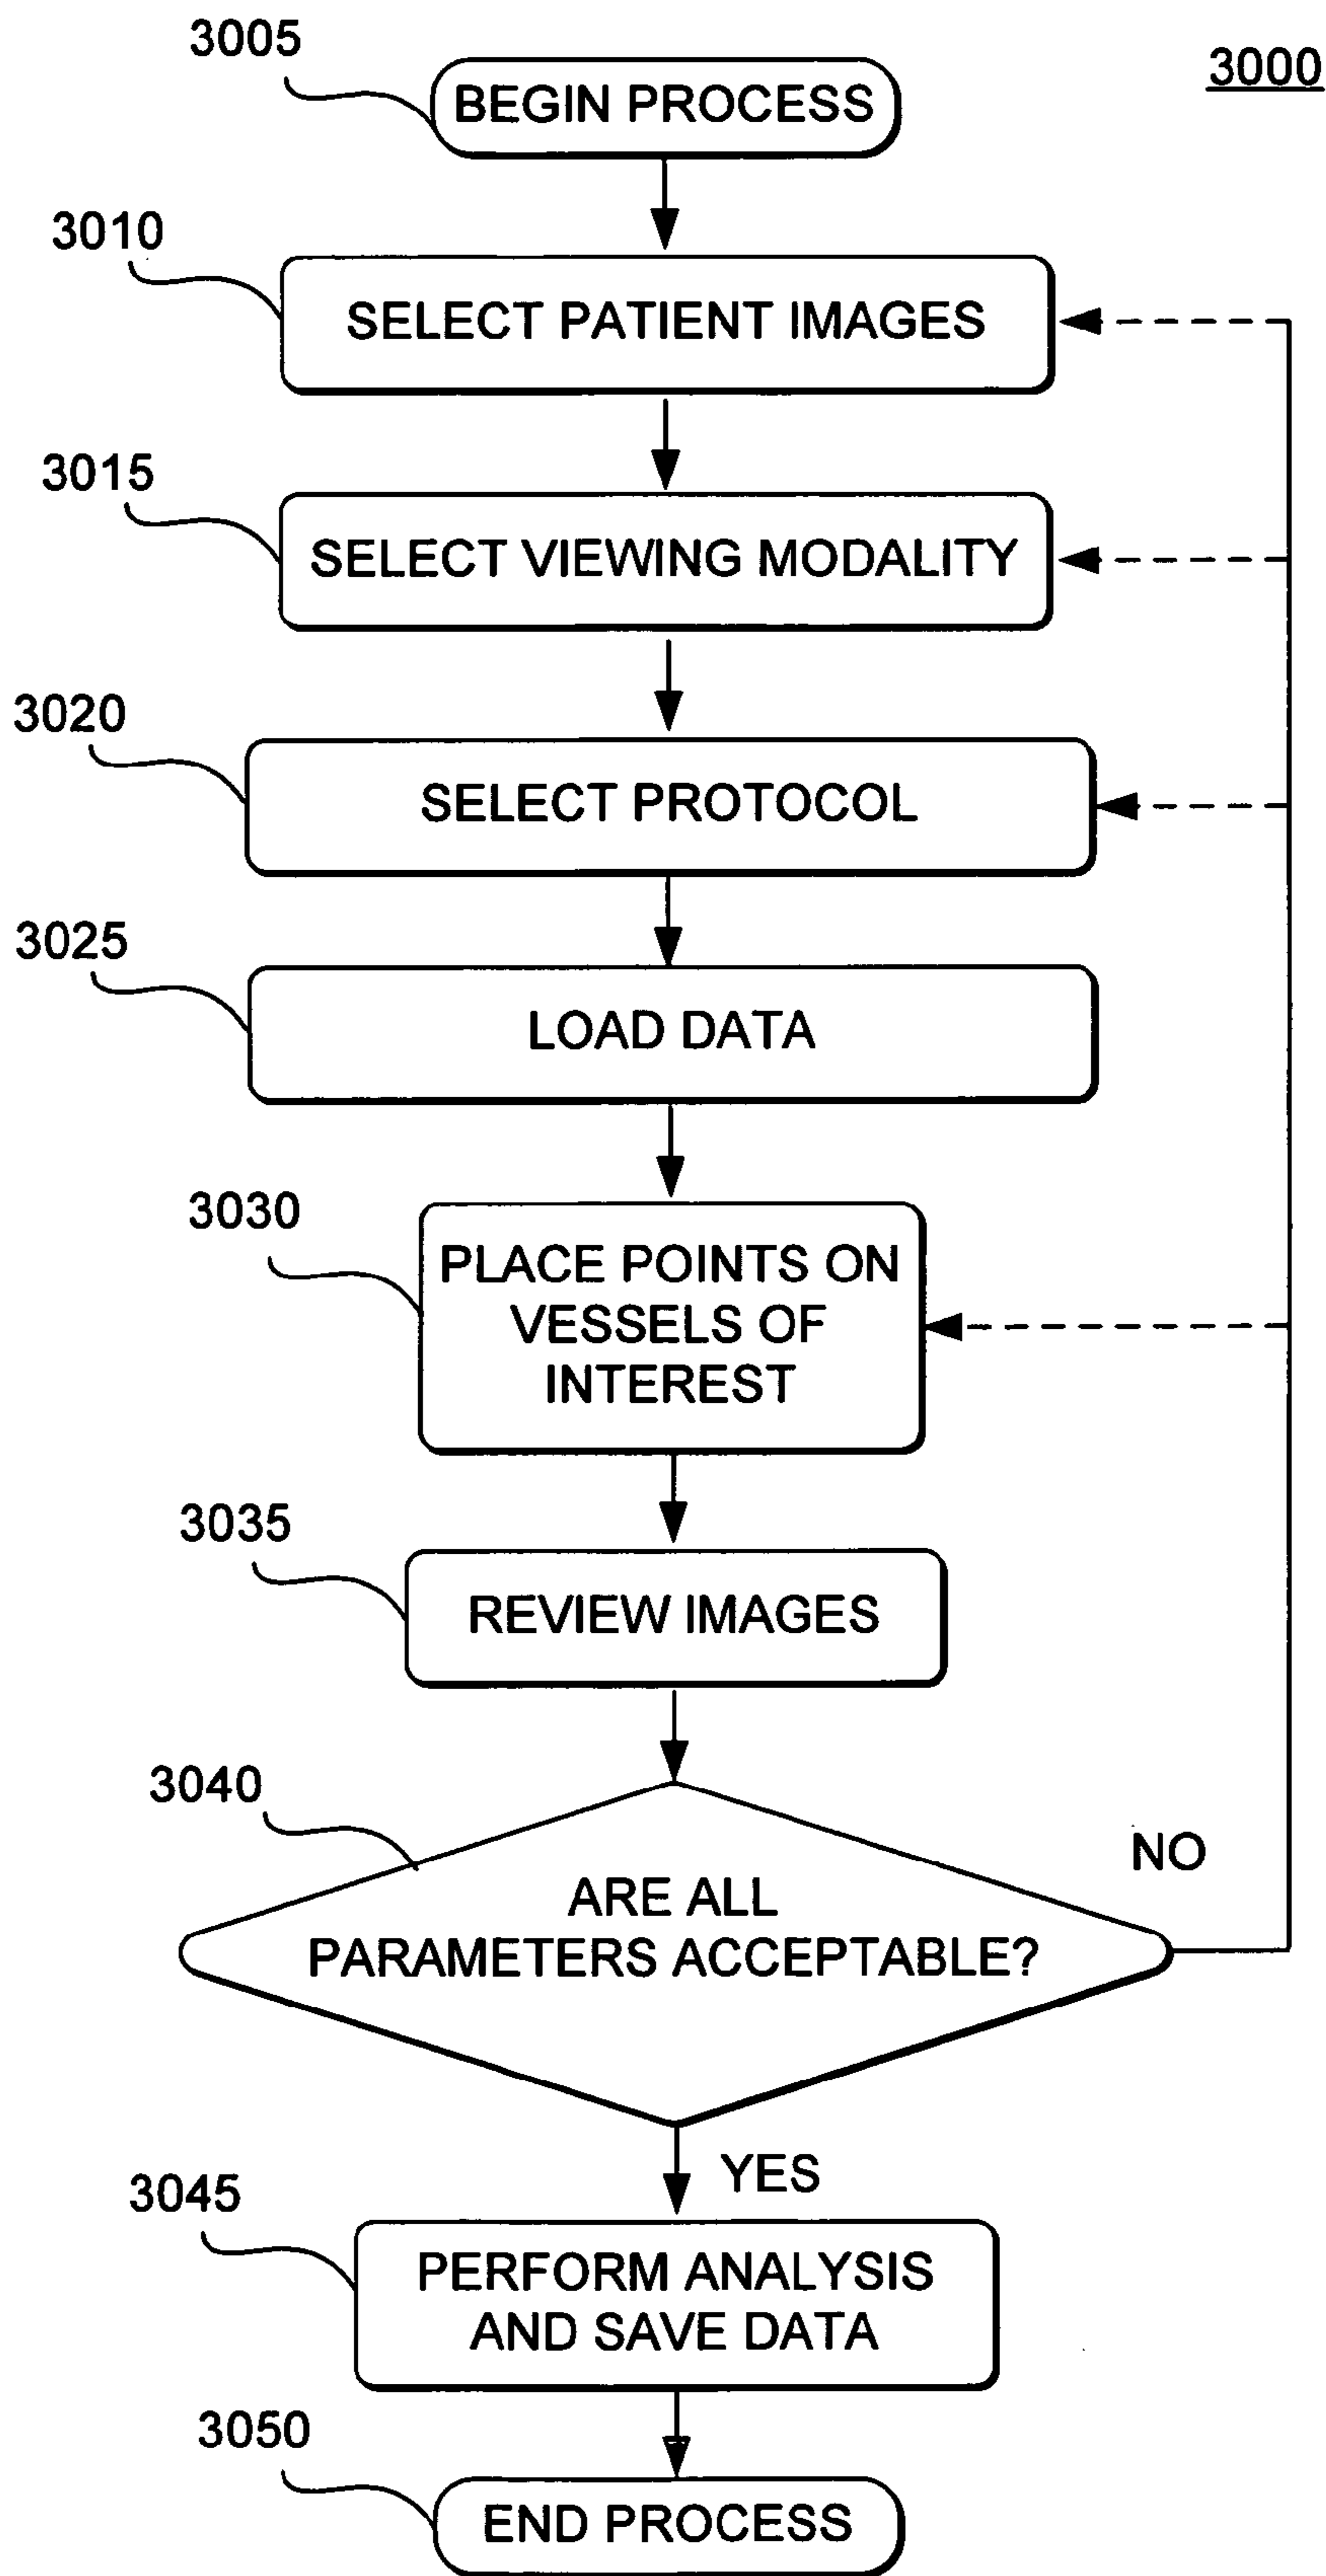 3005
3000
BEGIN PROCESS
3010
SELECT PATIENT IMAGES
3015
SELECT VIEWING MODALITY
3020
SELECT PROTOCOL
3025
LOAD DATA
3030
PLACE POINTS ON
VESSELS OF
INTEREST
3035
REVIEW IMAGES
3040
NO
ARE ALL
PARAMETERS ACCEPTABLE?
YES
3045
PERFORM ANALYSIS
AND SAVE DATA
3050
END PROCESS